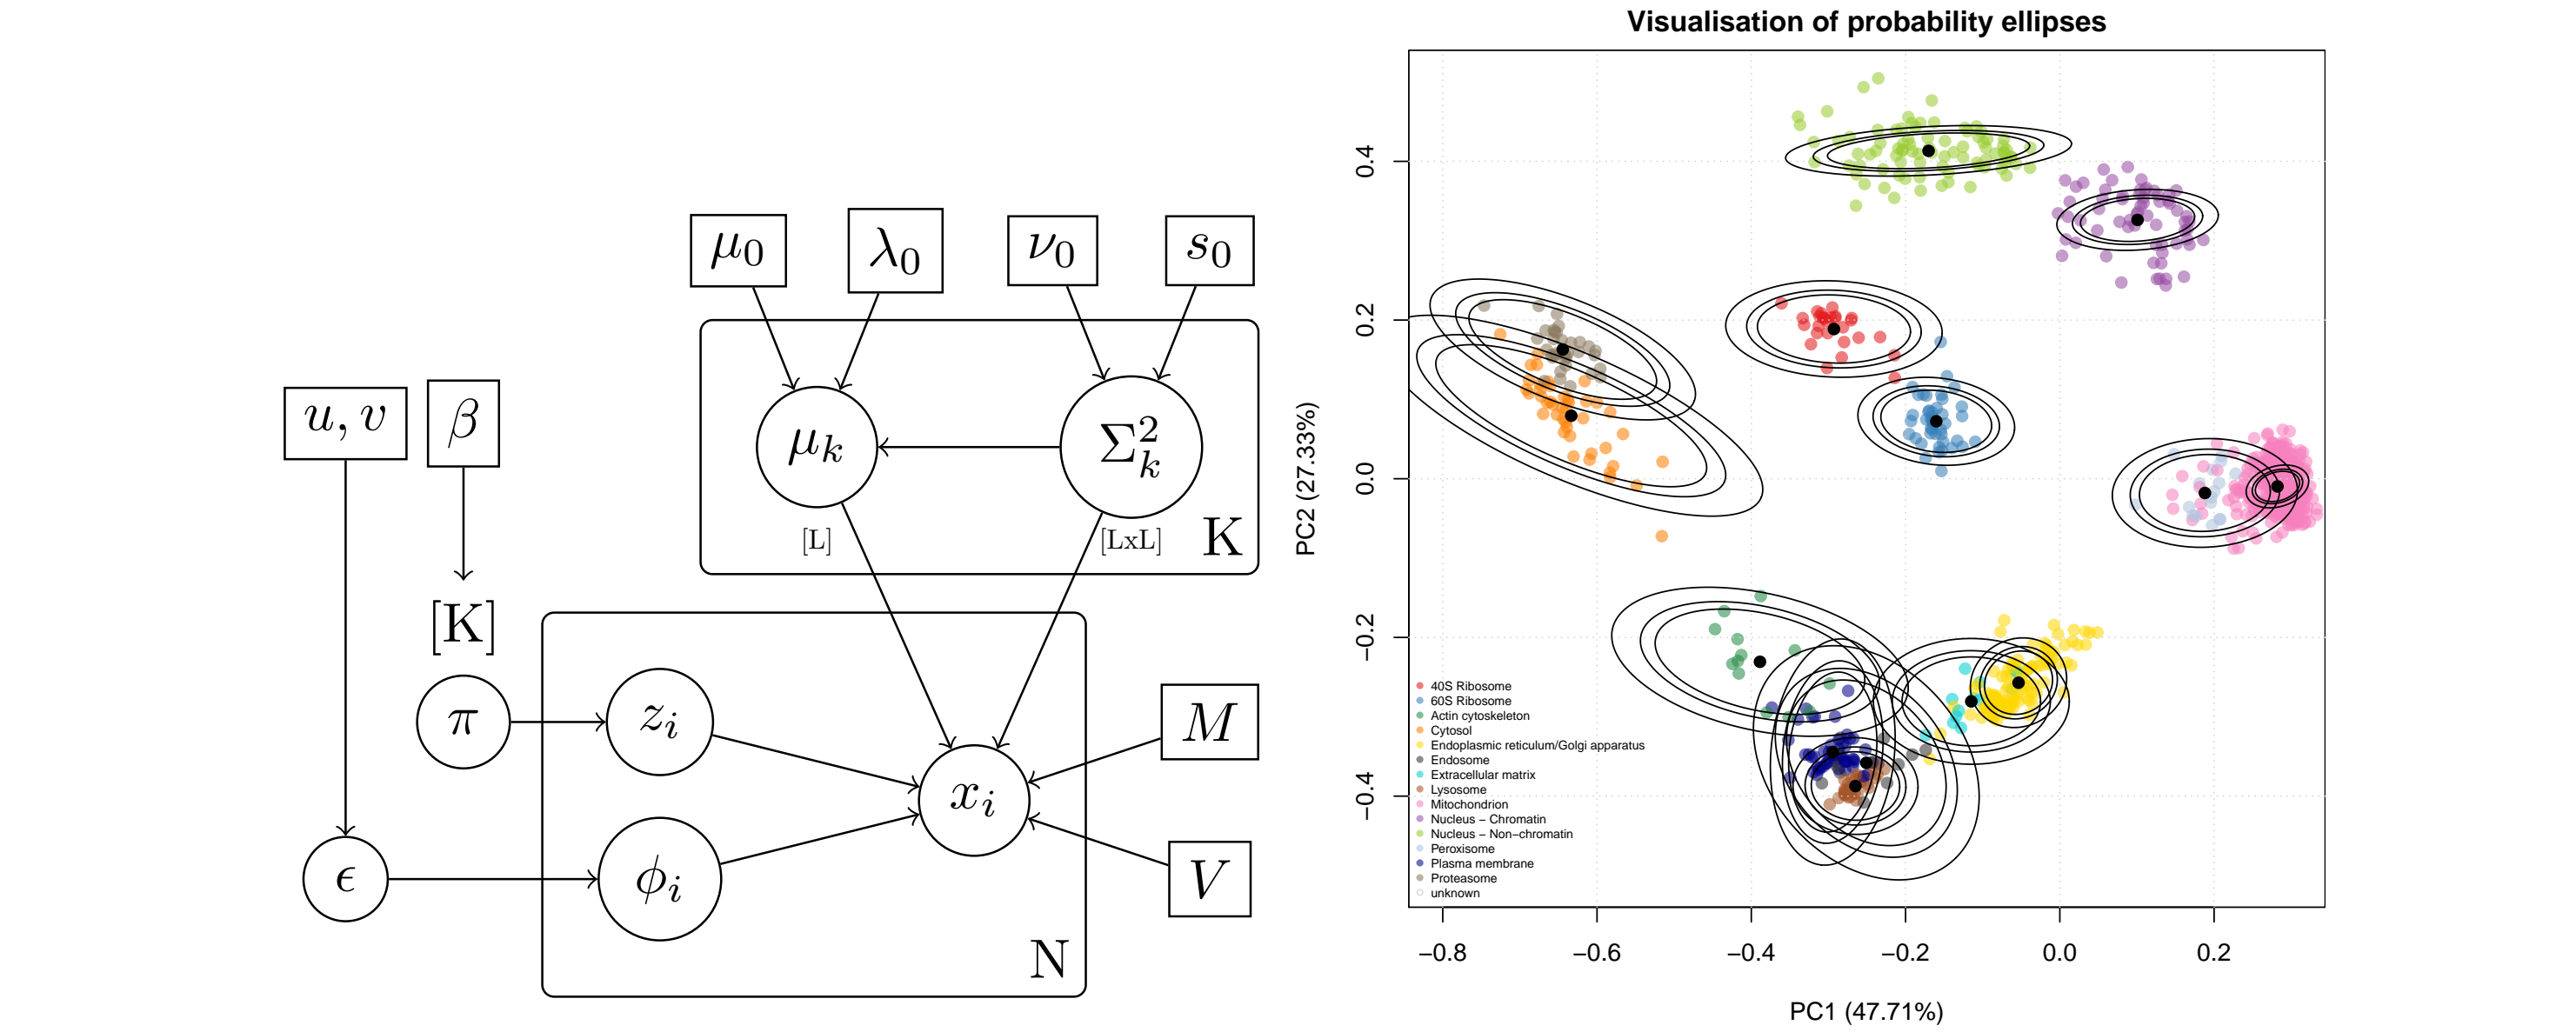 μ₀ λ₀ ν₀ s₀
u, v β
μₖ Σ²ₖ
[L] [LxL] K
[K]
π zᵢ M
xᵢ
ϵ ϕᵢ V
N
Visualisation of probability ellipses
PC2 (27.33%)
0.4
0.2
0.0
−0.2
−0.4
40S Ribosome
60S Ribosome
Actin cytoskeleton
Cytosol
Endoplasmic reticulum/Golgi apparatus
Endosome
Extracellular matrix
Lysosome
Mitochondrion
Nucleus − Chromatin
Nucleus − Non−chromatin
Peroxisome
Plasma membrane
Proteasome
unknown
−0.8 −0.6 −0.4 −0.2 0.0 0.2
PC1 (47.71%)